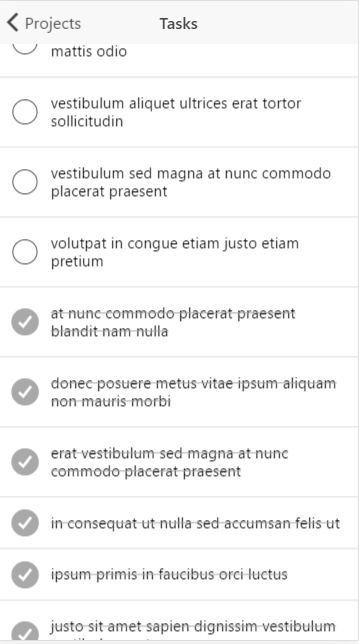 Projects
Tasks
mattis odio
vestibulum aliquet ultrices erat tortor
sollicitudin
vestibulum sed magna at nunc commodo
placerat praesent
volutpat in congue etiam justo etiam
pretium
at nunc commodo placerat praesent
blandit nam nulla
donec posuere metus vitae ipsum aliquam
non mauris morbi
erat vestibulum sed magna at nunc
commodo placerat praesent
in consequat ut nulla sed accumsan felis ut
ipsum primis in faucibus orci luctus
justo sit amet sapien dignissim vestibulum